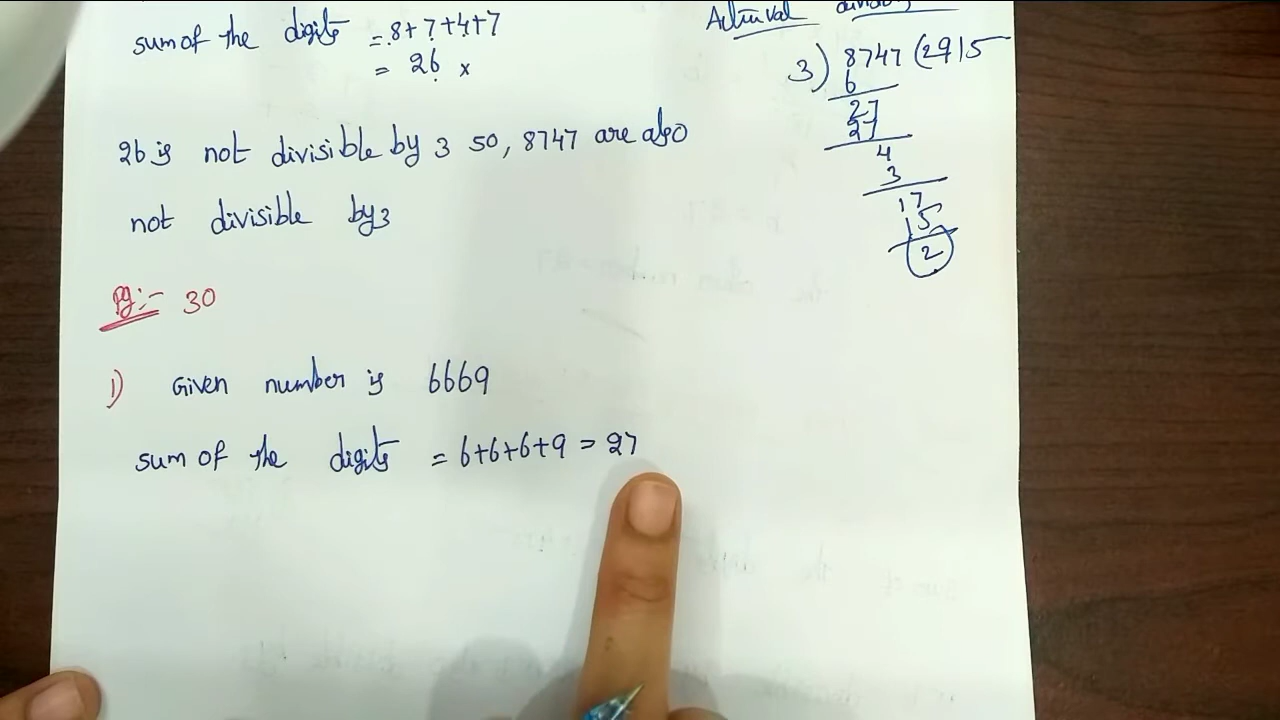 sum of the digits = 8+7+4+7
= 26 x
26 is not divisible by 3 so, 8747 are also
not divisible by 3
Pg:- 30
1) Given number is 6669
sum of the digits = 6+6+6+9 = 27
3) 8747 (2915
6
27
27
4
3
17
15
2